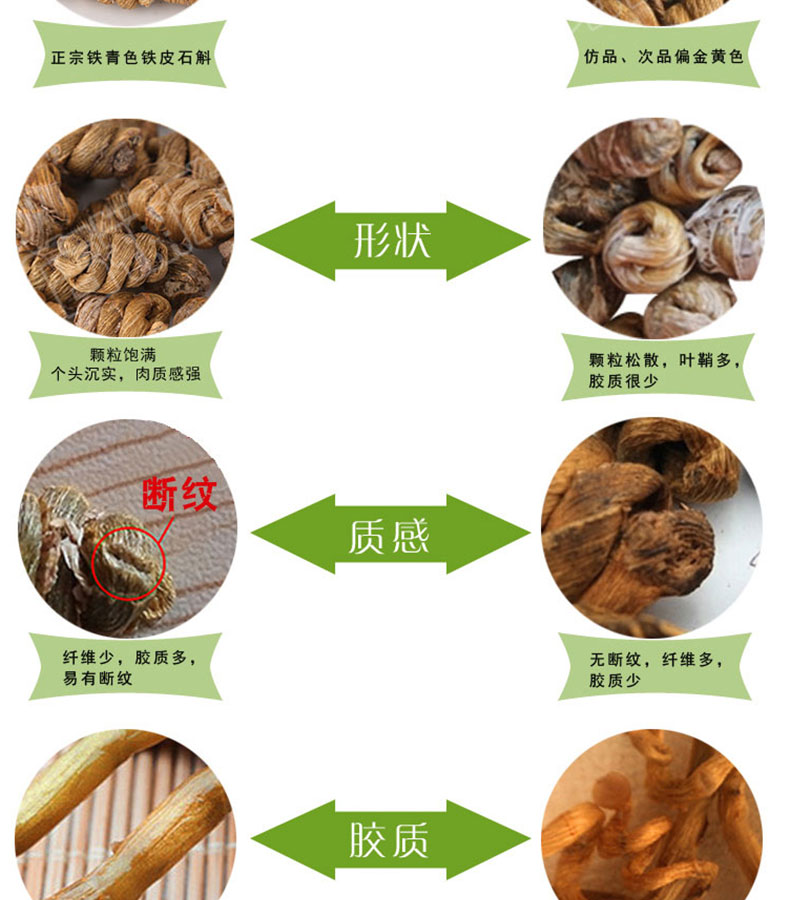 正宗铁青色铁皮石斛
仿品、次品偏金黄色
形状
颗粒饱满
个头沉实，肉质感强
颗粒松散，叶鞘多，
胶质很少
断纹
质感
纤维少，胶质多，
易有断纹
无断纹，纤维多，
胶质少
胶质